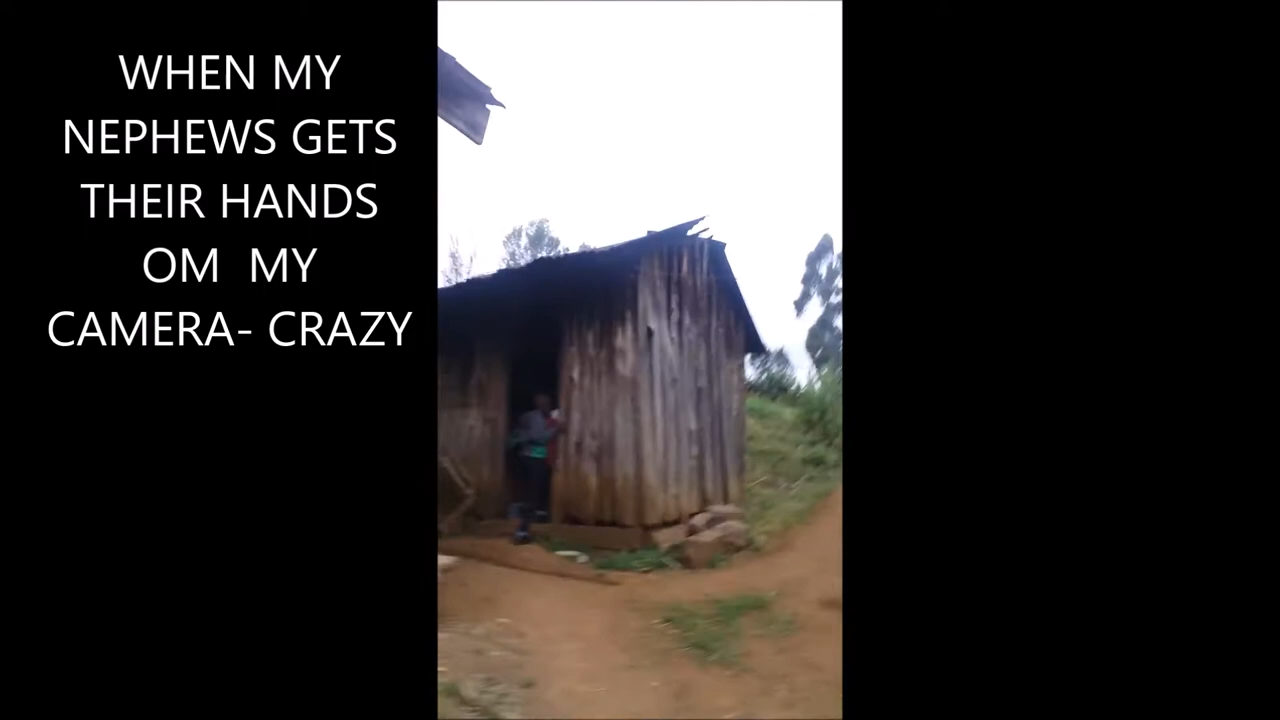 WHEN MY
NEPHEWS GETS
THEIR HANDS
OM MY
CAMERA- CRAZY